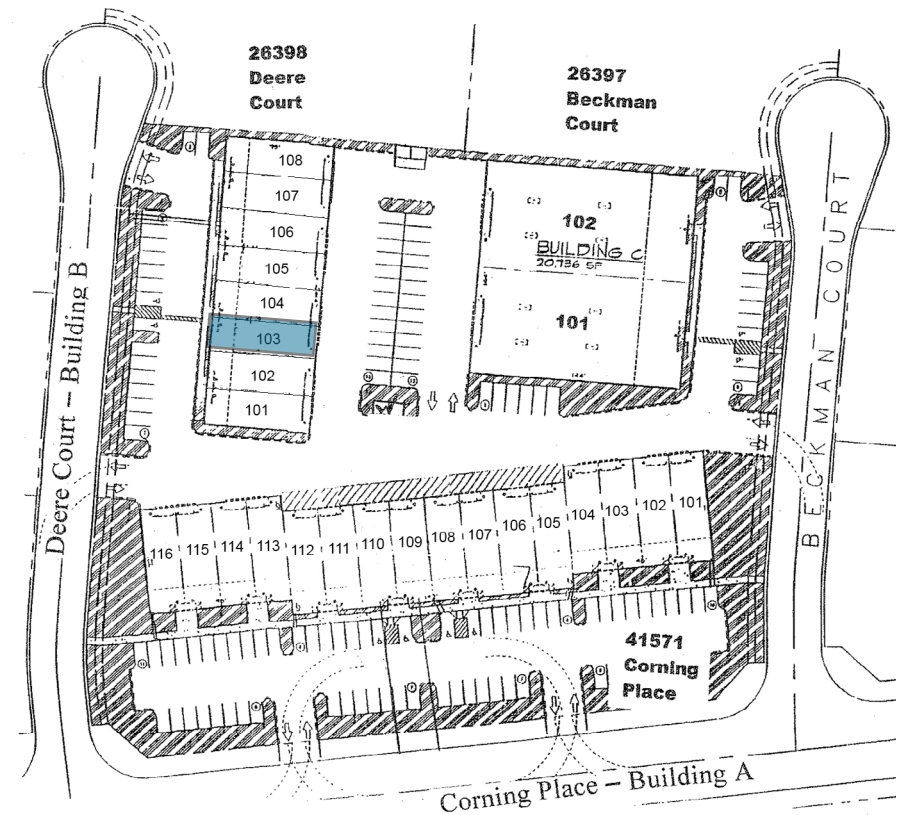 26398
Deere
Court
26397
Beckman
Court
108
107
106
105
104
103
102
101
102
BUILDING C
20,736 SF
101
Deere Court – Building B
BECKMAN COURT
116
115
114
113
112
111
110
109
108
107
106
105
104
103
102
101
41571
Corning
Place
Corning Place – Building A